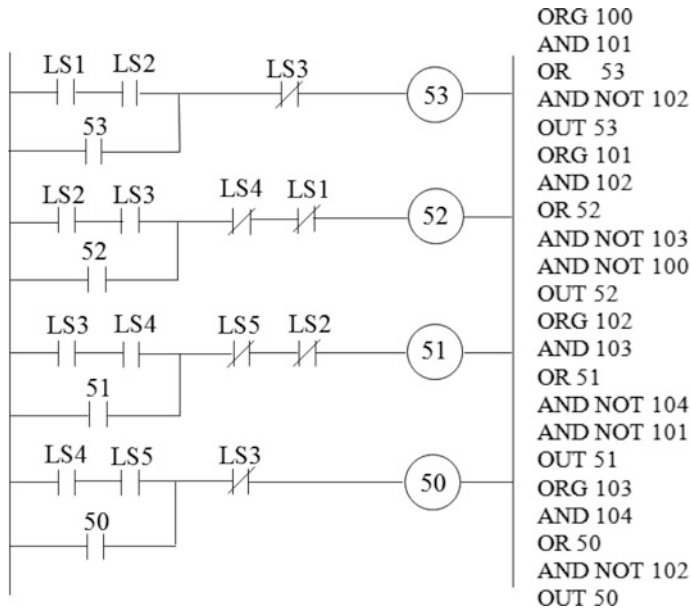 LS1 LS2 LS3
53
53
LS2 LS3 LS4 LS1
52
52
LS3 LS4 LS5 LS2
51
51
LS4 LS5 LS3
50
50
ORG 100
AND 101
OR 53
AND NOT 102
OUT 53
ORG 101
AND 102
OR 52
AND NOT 103
AND NOT 100
OUT 52
ORG 102
AND 103
OR 51
AND NOT 104
AND NOT 101
OUT 51
ORG 103
AND 104
OR 50
AND NOT 102
OUT 50